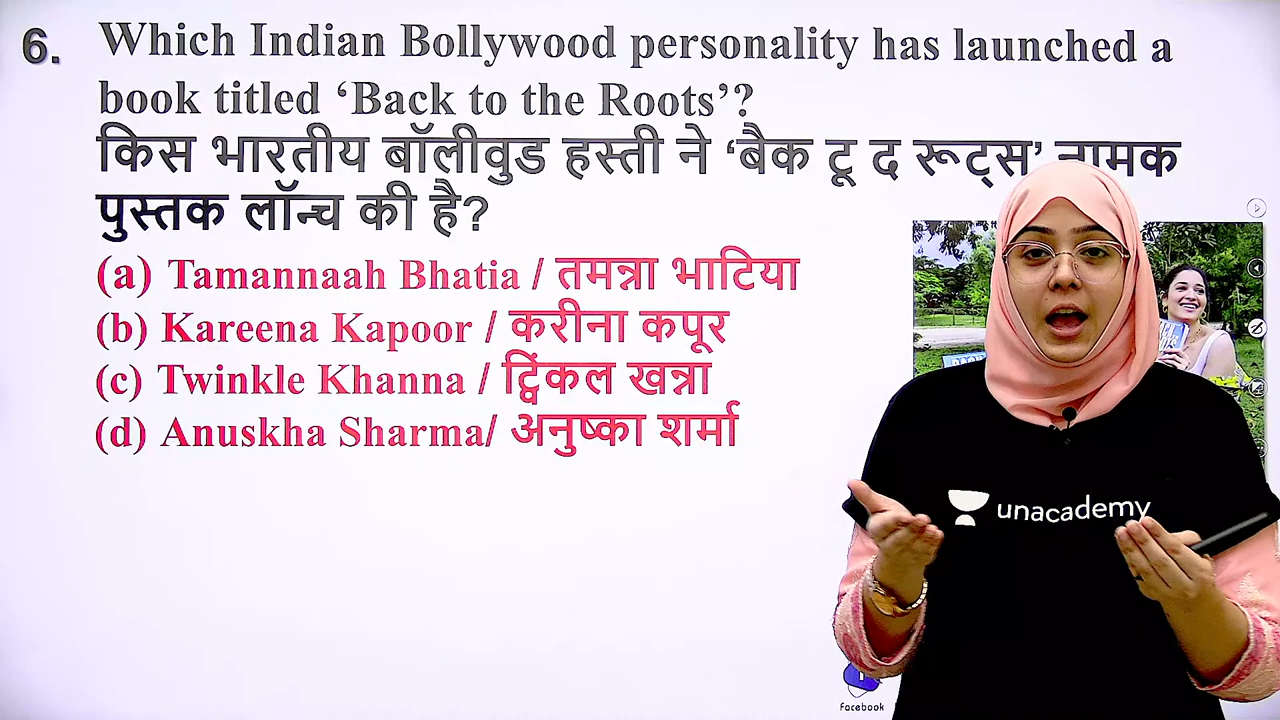 6. Which Indian Bollywood personality has launched a
book titled ‘Back to the Roots’?
किस भारतीय बॉलीवुड हस्ती ने ‘बैक टू द रूट्स’ नामक
पुस्तक लॉन्च की है?
(a) Tamannaah Bhatia / तमन्ना भाटिया
(b) Kareena Kapoor / करीना कपूर
(c) Twinkle Khanna / ट्विंकल खन्ना
(d) Anuskha Sharma/ अनुष्का शर्मा
unacademy
facebook